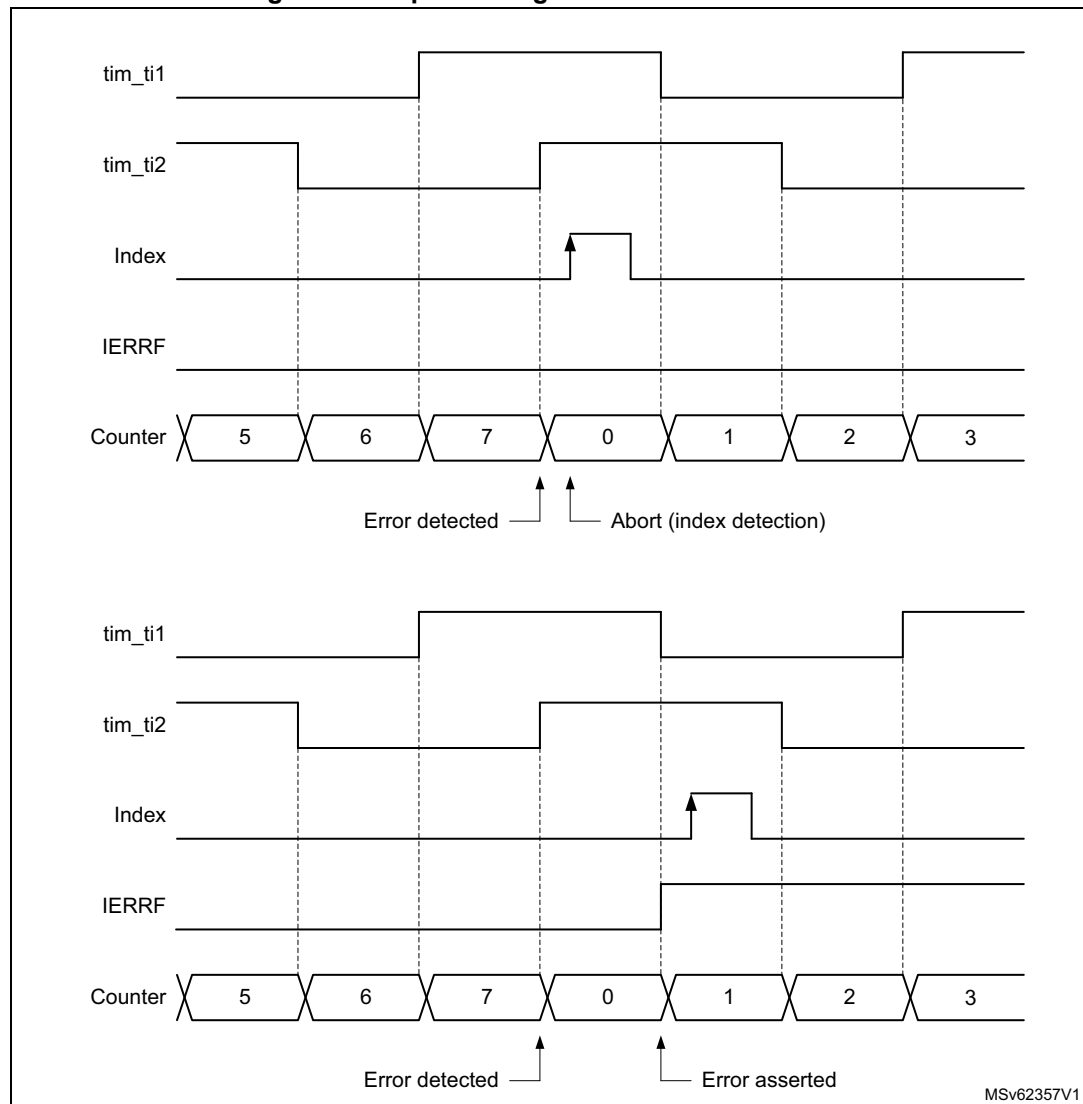 tim_ti1
tim_ti2
Index
IERRF
Counter 5 6 7 0 1 2 3
Error detected Abort (index detection)
tim_ti1
tim_ti2
Index
IERRF
Counter 5 6 7 0 1 2 3
Error detected Error asserted
MSv62357V1